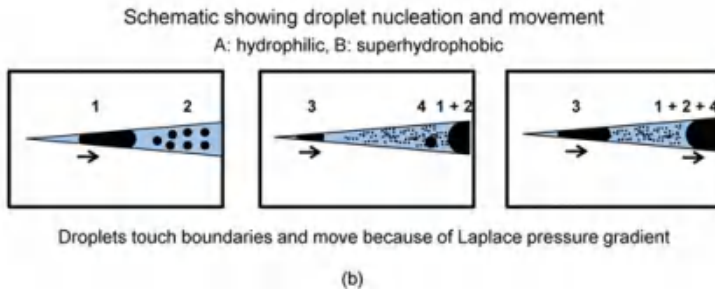 Schematic showing droplet nucleation and movement
A: hydrophilic, B: superhydrophobic
1 2
3 4 1 + 2
3 1 + 2 + 4
Droplets touch boundaries and move because of Laplace pressure gradient
(b)